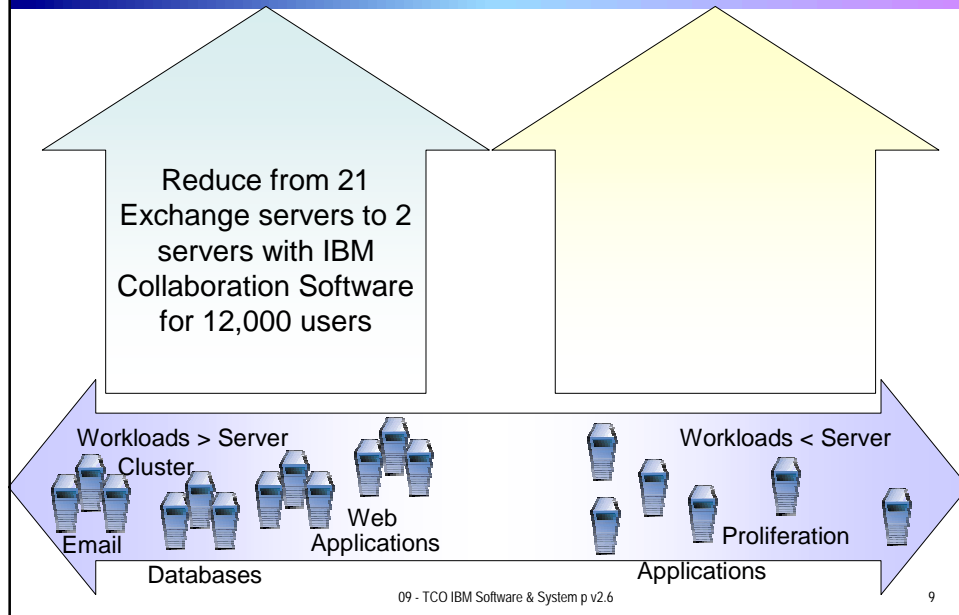 Reduce from 21
Exchange servers to 2
servers with IBM
Collaboration Software
for 12,000 users
Workloads > Server
Cluster
Email
Databases
Web
Applications
Workloads < Server
Proliferation
Applications
09 - TCO IBM Software & System p v2.6
9